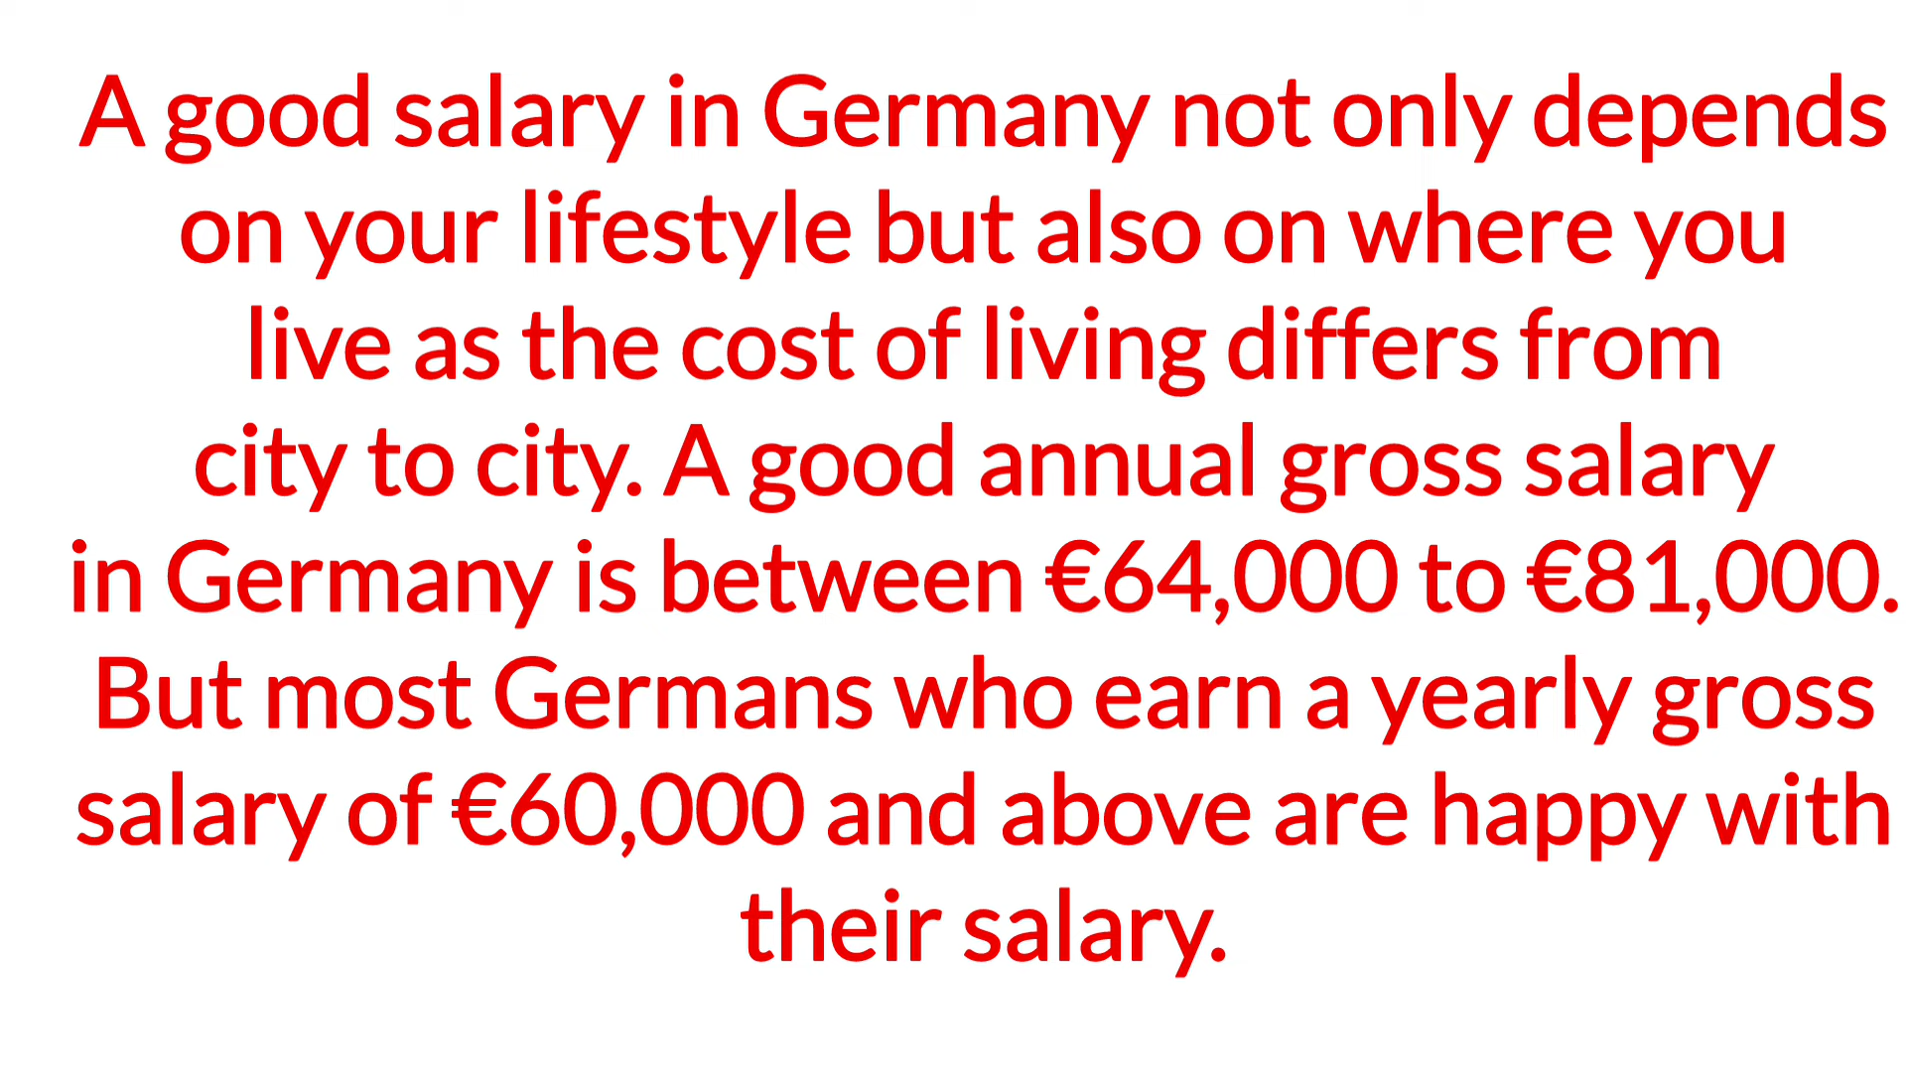 A good salary in Germany not only depends
on your lifestyle but also on where you
live as the cost of living differs from
city to city. A good annual gross salary
in Germany is between €64,000 to €81,000.
But most Germans who earn a yearly gross
salary of €60,000 and above are happy with
their salary.